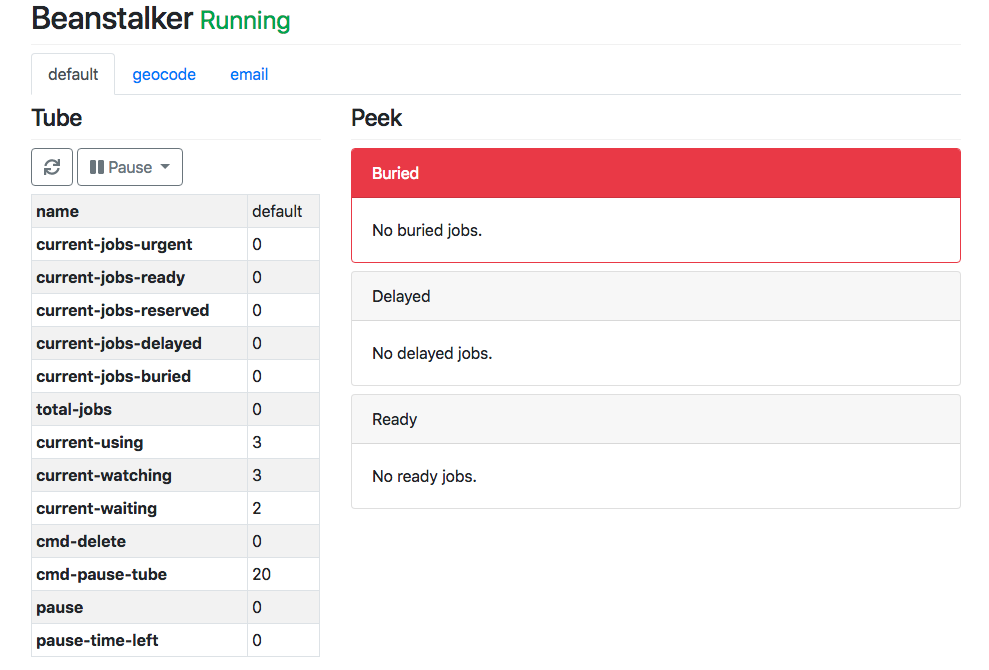 Beanstalker Running
default geocode email
Tube
Pause
name default
current-jobs-urgent 0
current-jobs-ready 0
current-jobs-reserved 0
current-jobs-delayed 0
current-jobs-buried 0
total-jobs 0
current-using 3
current-watching 3
current-waiting 2
cmd-delete 0
cmd-pause-tube 20
pause 0
pause-time-left 0
Peek
Buried
No buried jobs.
Delayed
No delayed jobs.
Ready
No ready jobs.